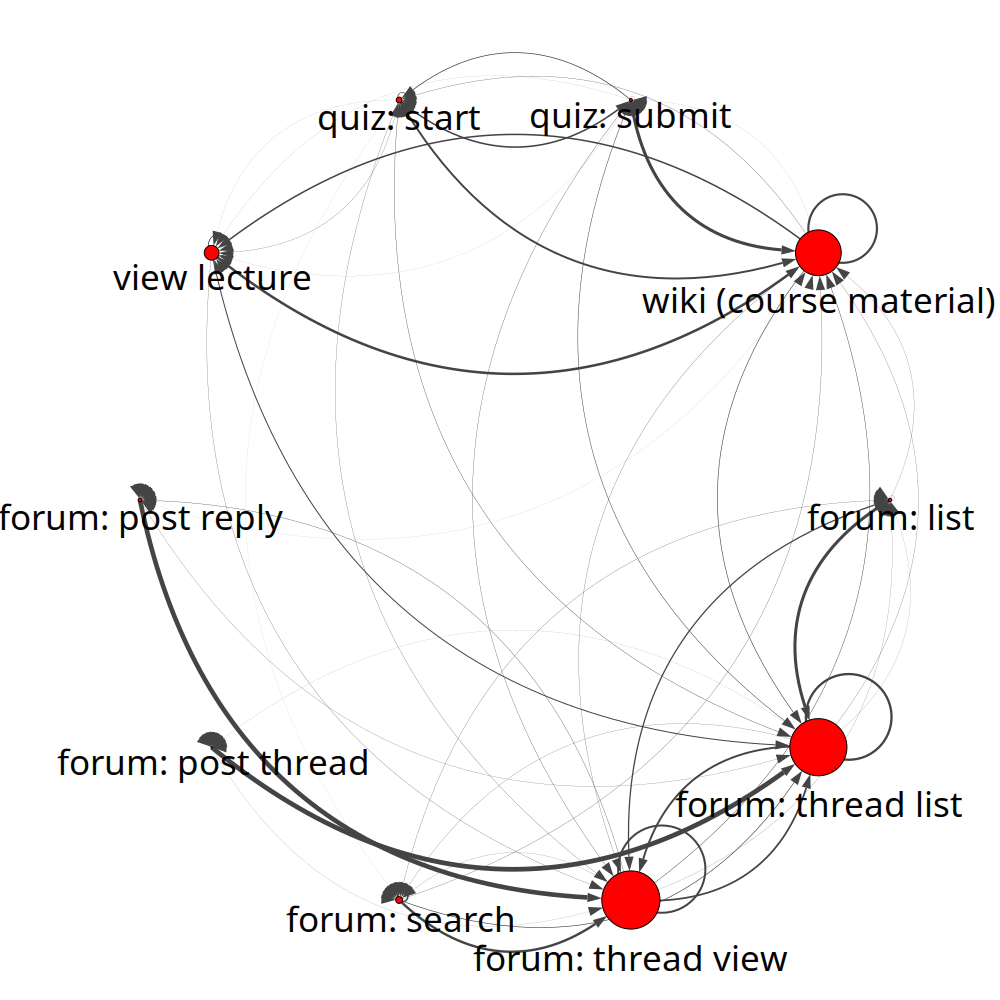 quiz: start
quiz: submit
view lecture
wiki (course material)
forum: post reply
forum: list
forum: post thread
forum: thread list
forum: search
forum: thread view